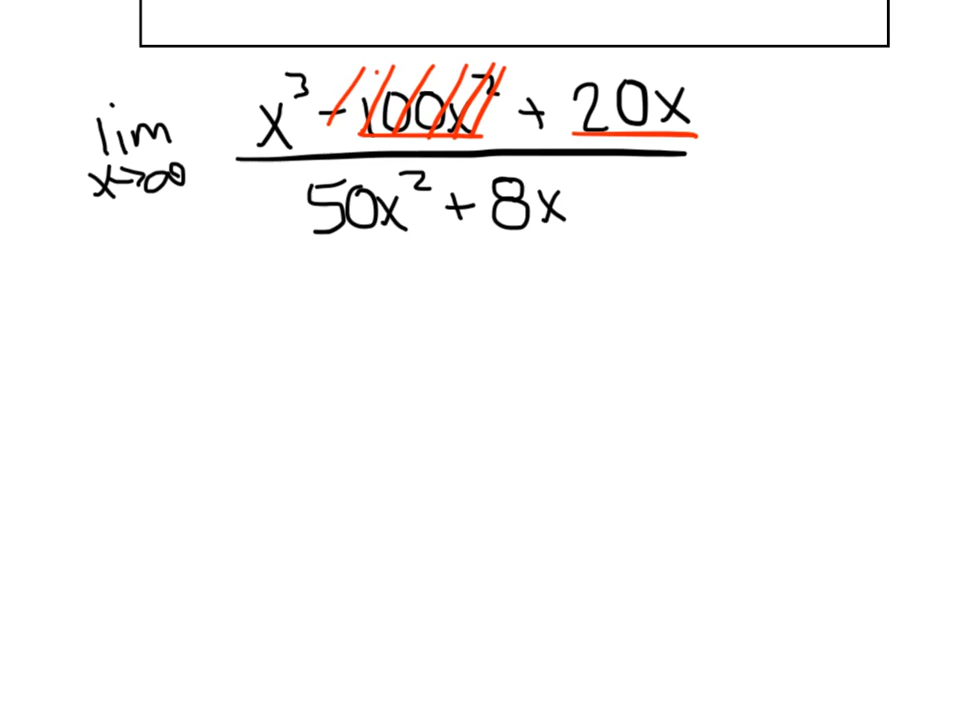 lim x→∞ (x³ - 100x² + 20x) / (50x² + 8x)